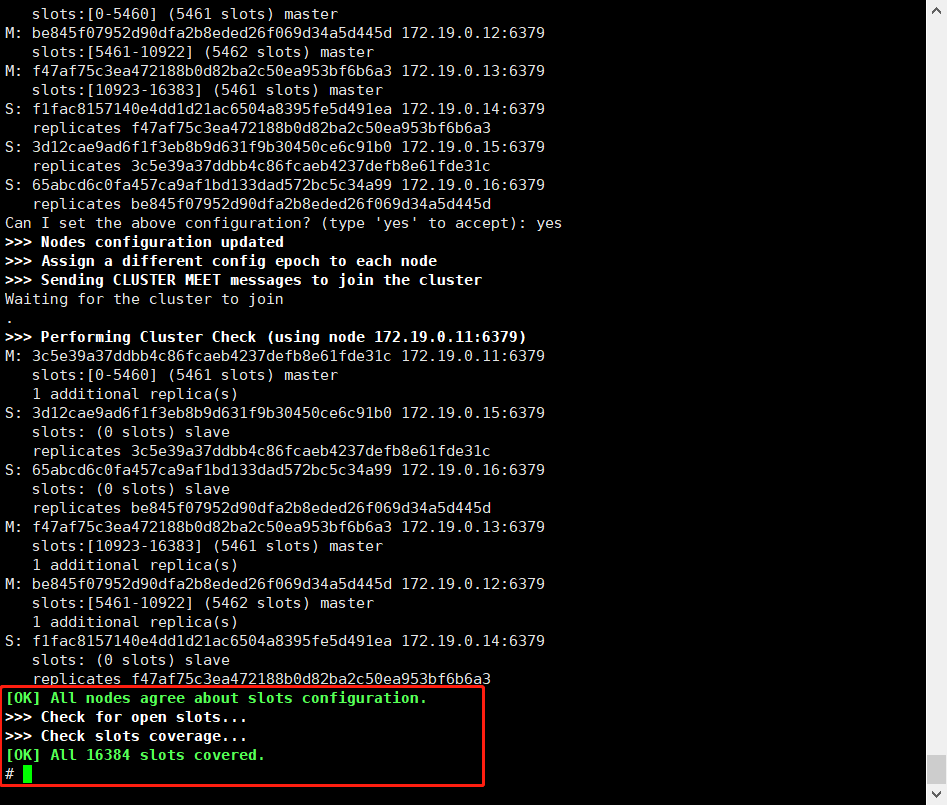 slots:[0-5460] (5461 slots) master
M: be845f07952d90dfa2b8eded26f069d34a5d445d 172.19.0.12:6379
slots:[5461-10922] (5462 slots) master
M: f47af75c3ea472188b0d82ba2c50ea953bf6b6a3 172.19.0.13:6379
slots:[10923-16383] (5461 slots) master
S: f1fac8157140e4dd1d21ac6504a8395fe5d491ea 172.19.0.14:6379
replicates f47af75c3ea472188b0d82ba2c50ea953bf6b6a3
S: 3d12cae9ad6f1f3eb8b9d631f9b30450ce6c91b0 172.19.0.15:6379
replicates 3c5e39a37ddbb4c86fcaeb4237defb8e61fde31c
S: 65abcd6c0fa457ca9af1bd133dad572bc5c34a99 172.19.0.16:6379
replicates be845f07952d90dfa2b8eded26f069d34a5d445d
Can I set the above configuration? (type 'yes' to accept): yes
>>> Nodes configuration updated
>>> Assign a different config epoch to each node
>>> Sending CLUSTER MEET messages to join the cluster
Waiting for the cluster to join
.
>>> Performing Cluster Check (using node 172.19.0.11:6379)
M: 3c5e39a37ddbb4c86fcaeb4237defb8e61fde31c 172.19.0.11:6379
slots:[0-5460] (5461 slots) master
1 additional replica(s)
S: 3d12cae9ad6f1f3eb8b9d631f9b30450ce6c91b0 172.19.0.15:6379
slots: (0 slots) slave
replicates 3c5e39a37ddbb4c86fcaeb4237defb8e61fde31c
S: 65abcd6c0fa457ca9af1bd133dad572bc5c34a99 172.19.0.16:6379
slots: (0 slots) slave
replicates be845f07952d90dfa2b8eded26f069d34a5d445d
M: f47af75c3ea472188b0d82ba2c50ea953bf6b6a3 172.19.0.13:6379
slots:[10923-16383] (5461 slots) master
1 additional replica(s)
M: be845f07952d90dfa2b8eded26f069d34a5d445d 172.19.0.12:6379
slots:[5461-10922] (5462 slots) master
1 additional replica(s)
S: f1fac8157140e4dd1d21ac6504a8395fe5d491ea 172.19.0.14:6379
slots: (0 slots) slave
replicates f47af75c3ea472188b0d82ba2c50ea953bf6b6a3
[OK] All nodes agree about slots configuration.
>>> Check for open slots...
>>> Check slots coverage...
[OK] All 16384 slots covered.
#